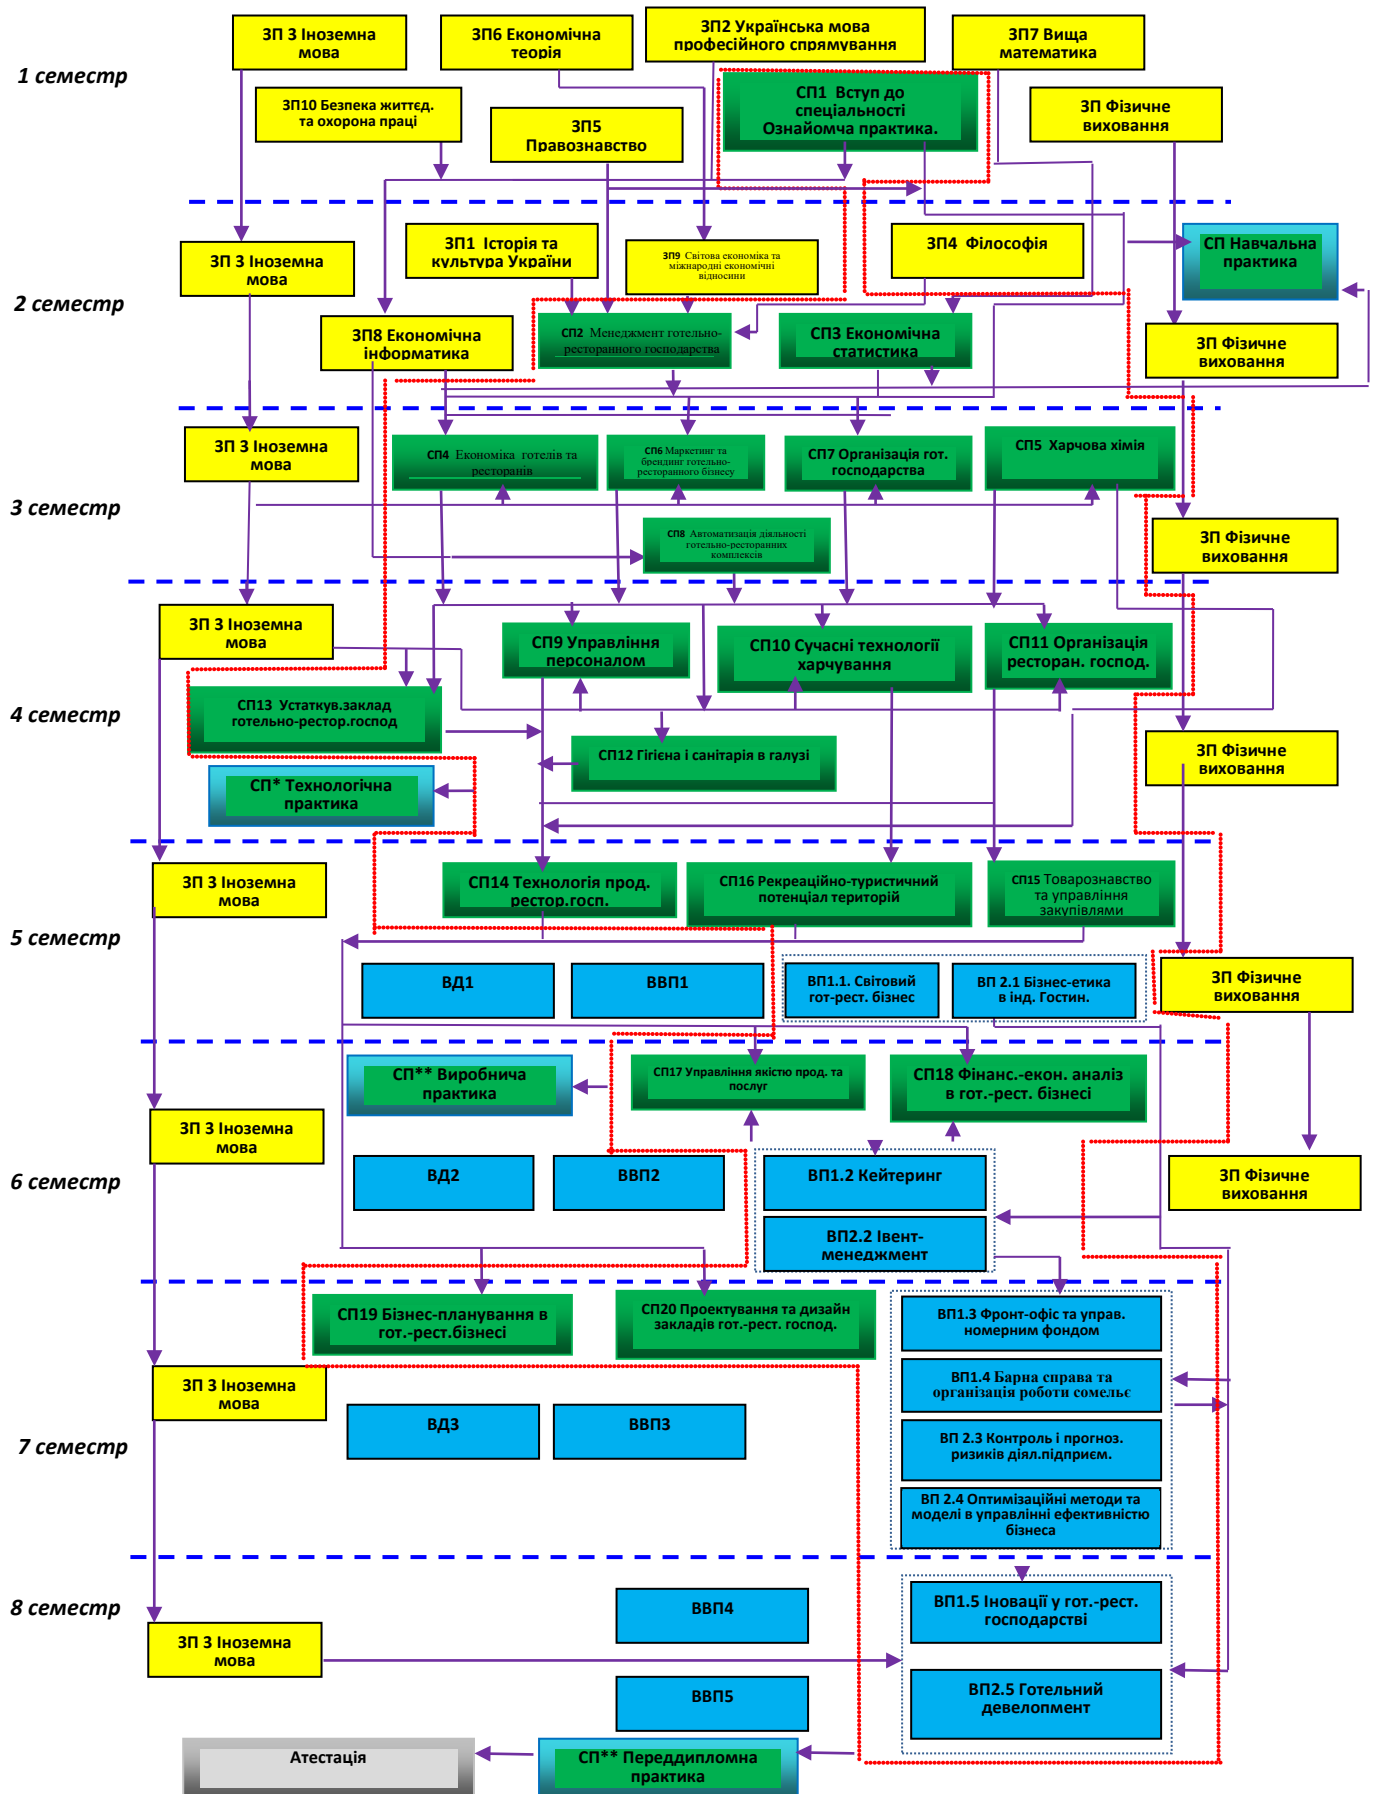 ЗП 3 Іноземна
мова
ЗП6 Економічна
теорія
ЗП2 Українська мова
професійного спрямування
ЗП7 Вища
математика
1 семестр
ЗП10 Безпека життєд.
та охорона праці
ЗП5
Правознавство
СП1 Вступ до
спеціальності
Ознайомча практика.
ЗП Фізичне
виховання
2 семестр
ЗП 3 Іноземна
мова
ЗП1 Історія та
культура України
ЗП9 Світова економіка та
міжнародні економічні
відносини
ЗП4 Філософія
СП Навчальна
практика
ЗП8 Економічна
інформатика
СП2 Менеджмент готельно-
ресторанного господарства
СП3 Економічна
статистика
ЗП Фізичне
виховання
3 семестр
ЗП 3 Іноземна
мова
СП4 Економіка готелів та
ресторанів
СП6 Маркетинг та
брендинг готельно-
ресторанного бізнесу
СП7 Організація гот.
господарства
СП5 Харчова хімія
СП8 Автоматизація діяльності
готельно-ресторанних
комплексів
ЗП Фізичне
виховання
4 семестр
ЗП 3 Іноземна
мова
СП9 Управління
персоналом
СП10 Сучасні технології
харчування
СП11 Організація
ресторан. господ.
СП13 Устаткув.заклад
готельно-рестор.господ
СП12 Гігієна і санітарія в галузі
ЗП Фізичне
виховання
СП* Технологічна
практика
5 семестр
ЗП 3 Іноземна
мова
СП14 Технологія прод.
рестор.госп.
СП16 Рекреаційно-туристичний
потенціал територій
СП15 Товарознавство
та управління
закупівлями
ВД1
ВВП1
ВП1.1. Світовий
гот-рест. бізнес
ВП 2.1 Бізнес-етика
в інд. Гостин.
ЗП Фізичне
виховання
6 семестр
СП** Виробнича
практика
СП17 Управління якістю прод. та
послуг
СП18 Фінанс.-екон. аналіз
в гот.-рест. бізнесі
ЗП 3 Іноземна
мова
ВД2
ВВП2
ВП1.2 Кейтеринг
ВП2.2 Івент-
менеджмент
ЗП Фізичне
виховання
7 семестр
СП19 Бізнес-планування в
гот.-рест.бізнесі
СП20 Проектування та дизайн
закладів гот.-рест. господ.
ВП1.3 Фронт-офіс та управ.
номерним фондом
ЗП 3 Іноземна
мова
ВД3
ВВП3
ВП1.4 Барна справа та
організація роботи сомельє
ВП 2.3 Контроль і прогноз.
ризиків діял.підприєм.
ВП 2.4 Оптимізаційні методи та
моделі в управлінні ефективністю
бізнеса
8 семестр
ЗП 3 Іноземна
мова
ВВП4
ВП1.5 Іновації у гот.-рест.
господарстві
ВВП5
ВП2.5 Готельний
девелопмент
Атестація
СП** Переддипломна
практика